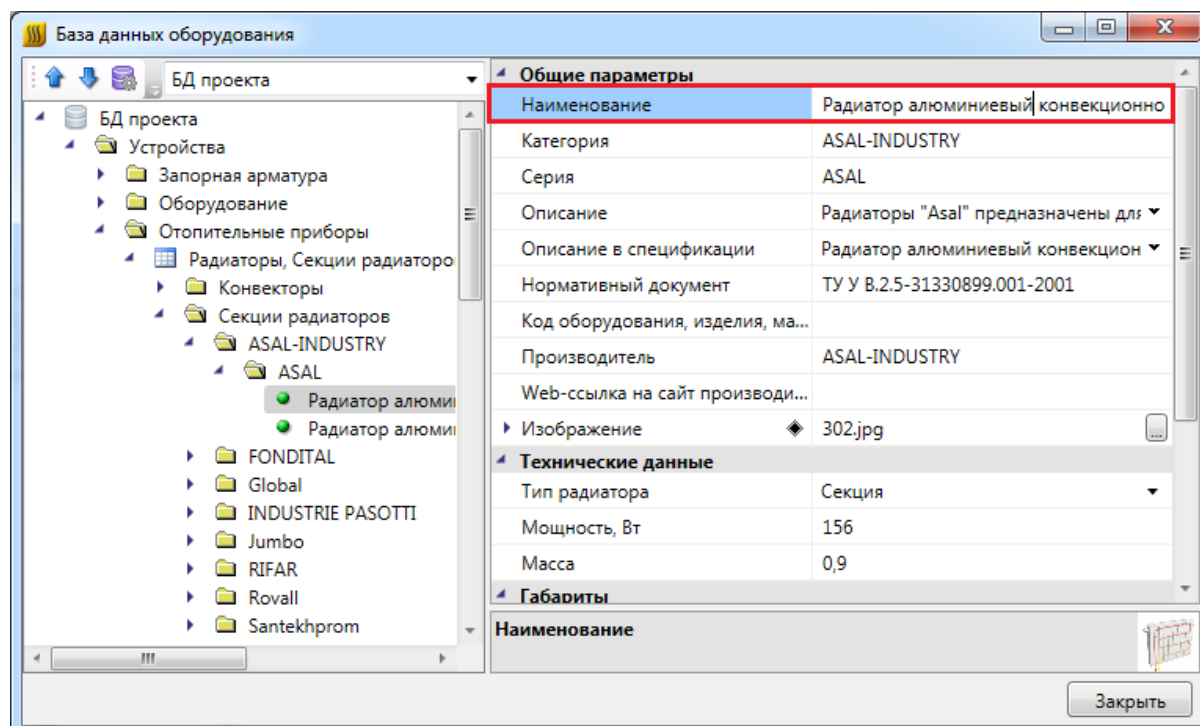 База данных оборудования
БД проекта
БД проекта
Устройства
Запорная арматура
Оборудование
Отопительные приборы
Радиаторы, Секции радиаторо
Конвекторы
Секции радиаторов
ASAL-INDUSTRY
ASAL
Радиатор алюми
Радиатор алюми
FONDITAL
Global
INDUSTRIE PASOTTI
Jumbo
RIFAR
Rovall
Santekhprom
Общие параметры
Наименование Радиатор алюминиевый конвекционно
Категория ASAL-INDUSTRY
Серия ASAL
Описание Радиаторы "Asal" предназначены для
Описание в спецификации Радиатор алюминиевый конвекцион
Нормативный документ ТУ У В.2.5-31330899.001-2001
Код оборудования, изделия, ма...
Производитель ASAL-INDUSTRY
Web-ссылка на сайт производи...
Изображение 302.jpg ...
Технические данные
Тип радиатора Секция
Мощность, Вт 156
Масса 0,9
Габариты
Наименование
Закрыть